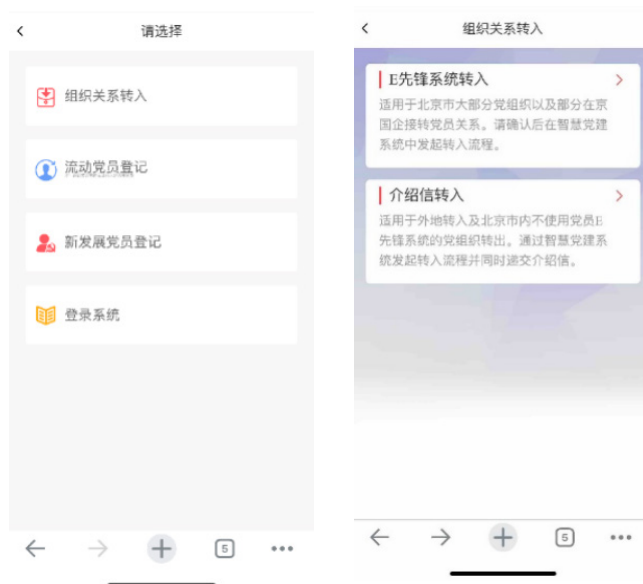 请选择
组织关系转入
流动党员登记
新发展党员登记
登录系统
5
组织关系转入
E先锋系统转入
适用于北京市大部分党组织以及部分在京
国企接转党员关系。请确认后在智慧党建
系统中发起转入流程。
介绍信转入
适用于外地转入及北京市内不使用党员E
先锋系统的党组织转出。通过智慧党建系
统发起转入流程并同时递交介绍信。
5